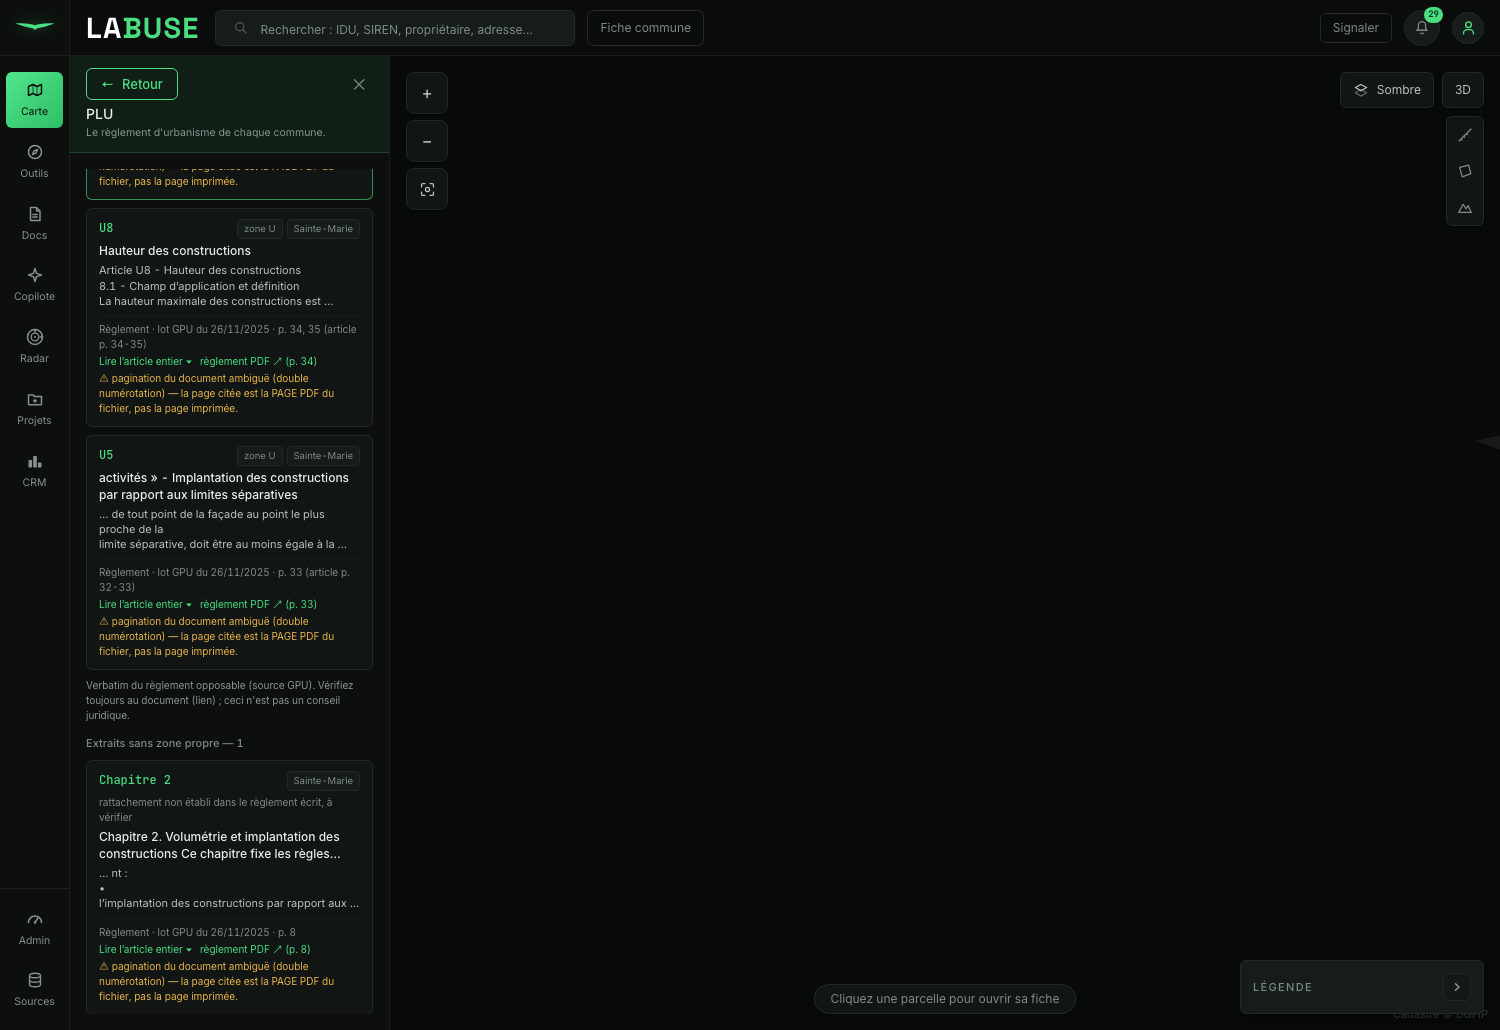 LABUSE
Rechercher : IDU, SIREN, propriétaire, adresse...
Fiche commune
Signaler
29
Carte
Outils
Docs
Copilote
Radar
Projets
CRM
Admin
Sources
← Retour
PLU
Le règlement d'urbanisme de chaque commune.
fichier, pas la page imprimée.
U8
zone U
Sainte-Marie
Hauteur des constructions
Article U8 - Hauteur des constructions
8.1 - Champ d'application et définition
La hauteur maximale des constructions est ...
Règlement · lot GPU du 26/11/2025 · p. 34, 35 (article
p. 34-35)
Lire l'article entier ▾ règlement PDF ↗ (p. 34)
⚠ pagination du document ambiguë (double
numérotation) — la page citée est la PAGE PDF du
fichier, pas la page imprimée.
U5
zone U
Sainte-Marie
activités » - Implantation des constructions
par rapport aux limites séparatives
... de tout point de la façade au point le plus
proche de la
limite séparative, doit être au moins égale à la ...
Règlement · lot GPU du 26/11/2025 · p. 33 (article p.
32-33)
Lire l'article entier ▾ règlement PDF ↗ (p. 33)
⚠ pagination du document ambiguë (double
numérotation) — la page citée est la PAGE PDF du
fichier, pas la page imprimée.
Verbatim du règlement opposable (source GPU). Vérifiez
toujours au document (lien) ; ceci n'est pas un conseil
juridique.
Extraits sans zone propre — 1
Chapitre 2
Sainte-Marie
rattachement non établi dans le règlement écrit, à
vérifier
Chapitre 2. Volumétrie et implantation des
constructions Ce chapitre fixe les règles...
... nt :
•
l'implantation des constructions par rapport aux ...
Règlement · lot GPU du 26/11/2025 · p. 8
Lire l'article entier ▾ règlement PDF ↗ (p. 8)
⚠ pagination du document ambiguë (double
numérotation) — la page citée est la PAGE PDF du
fichier, pas la page imprimée.
+
−
Sombre
3D
Cliquez une parcelle pour ouvrir sa fiche
LÉGENDE
Cadastre © DGFiP